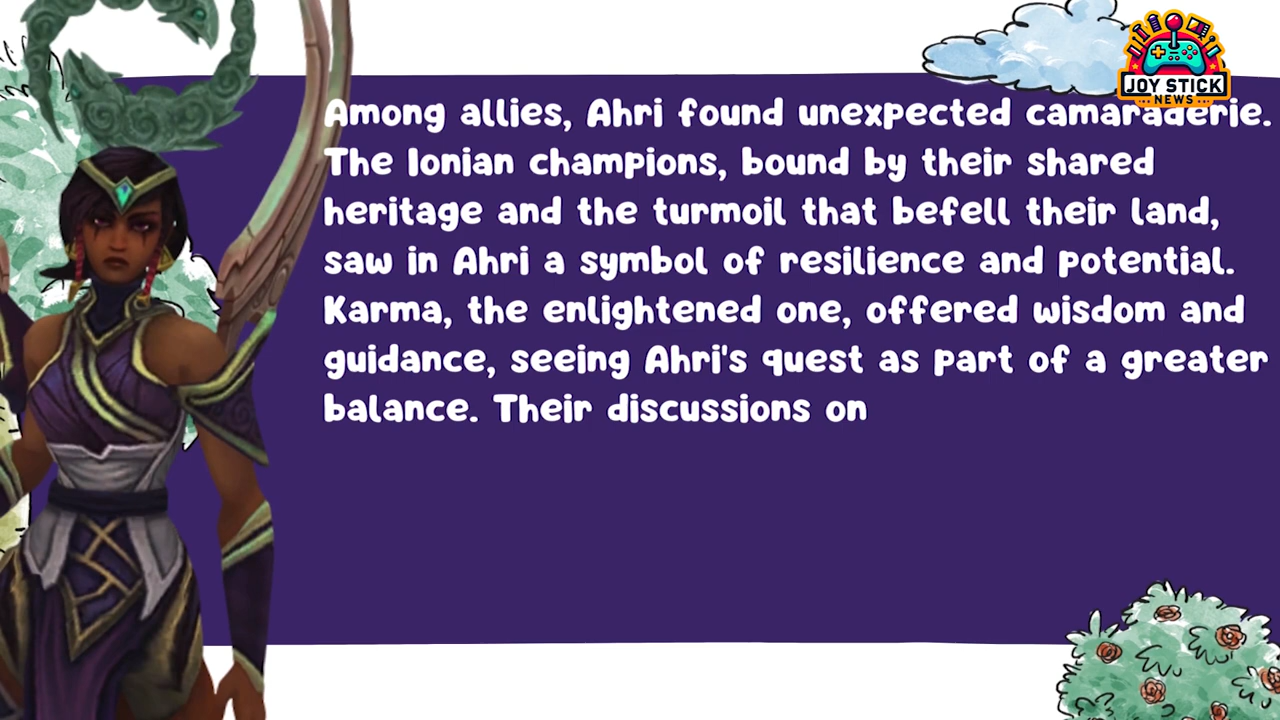 JOY STICK
NEWS
Among allies, Ahri found unexpected camaraderie.
The Ionian champions, bound by their shared
heritage and the turmoil that befell their land,
saw in Ahri a symbol of resilience and potential.
Karma, the enlightened one, offered wisdom and
guidance, seeing Ahri's quest as part of a greater
balance. Their discussions on